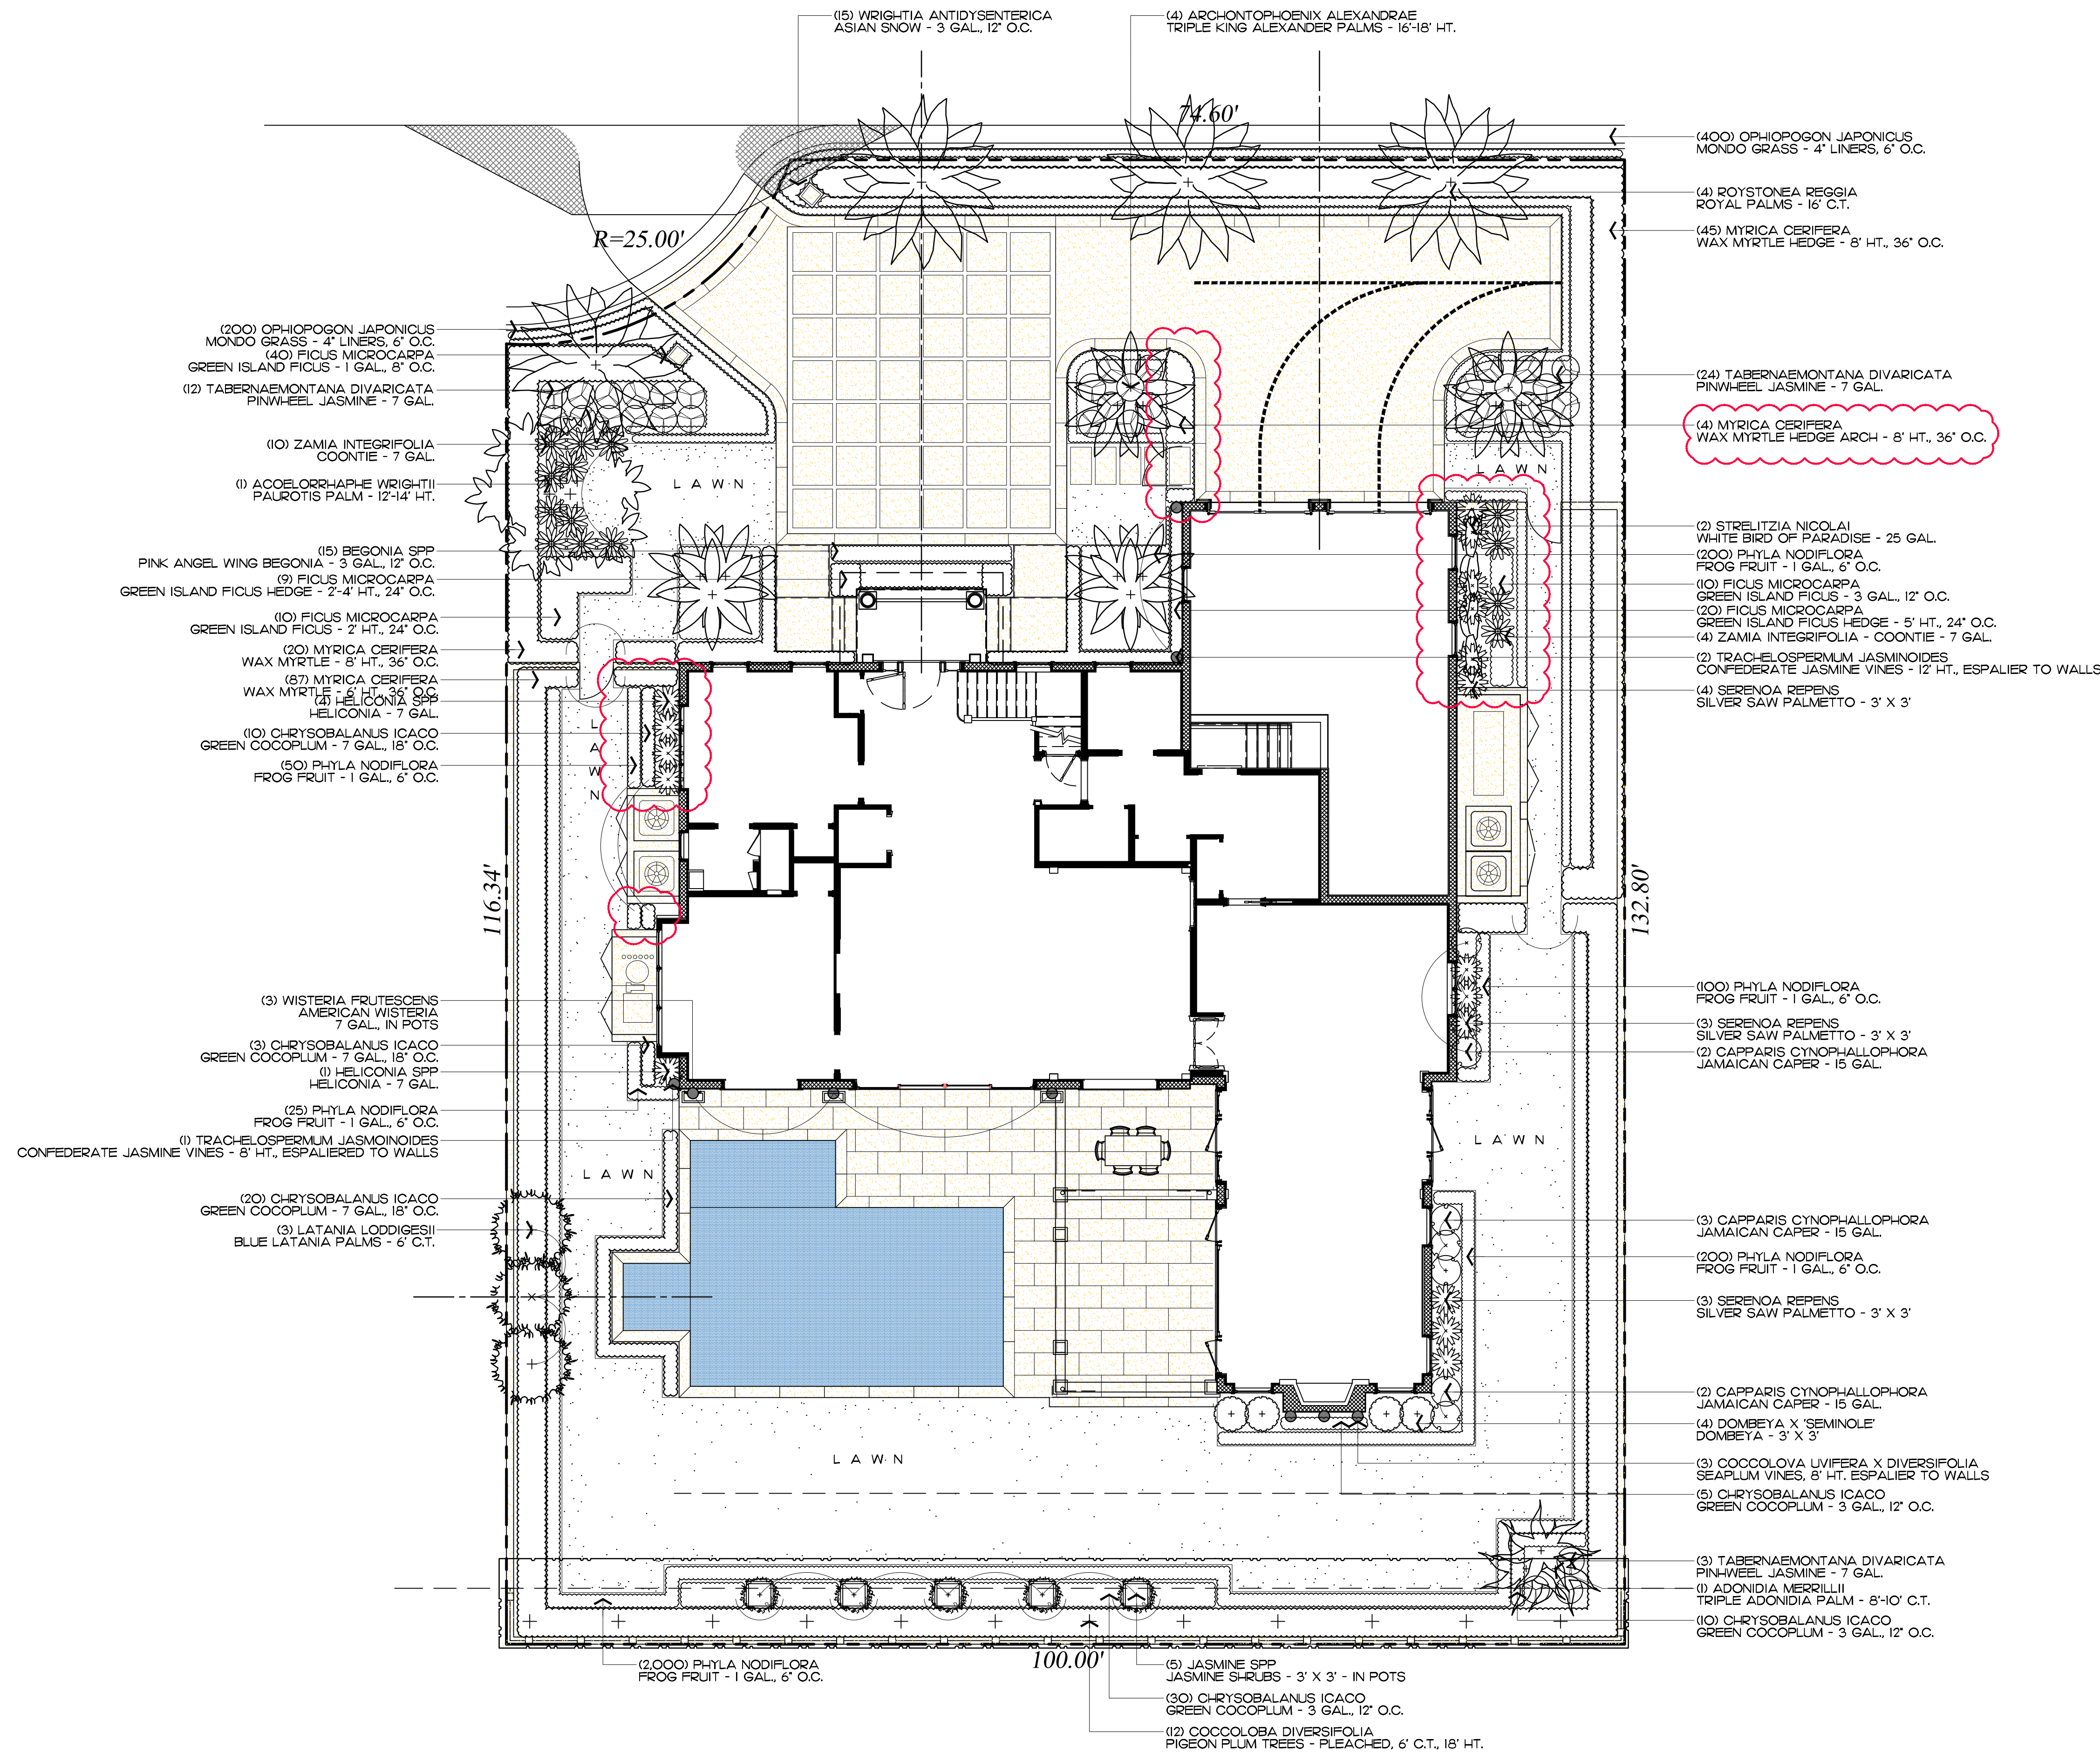 (15) WRIGHTIA ANTIDYSENTERICA
ASIAN SNOW - 3 GAL., 12" O.C.
(4) ARCHONTOPHOENIX ALEXANDRAE
TRIPLE KING ALEXANDER PALMS - 16'-18' HT.
74.60'
R=25.00'
(200) OPHIOPOGON JAPONICUS
MONDO GRASS - 4" LINERS, 6" O.C.
(40) FICUS MICROCARPA
GREEN ISLAND FICUS - 1 GAL., 8" O.C.
(12) TABERNAEMONTANA DIVARICATA
PINWHEEL JASMINE - 7 GAL.
(10) ZAMIA INTEGRIFOLIA
COONTIE - 7 GAL.
(1) ACOELORRHAPHE WRIGHTII
PAUROTIS PALM - 12'-14' HT.
(15) BEGONIA SPP
PINK ANGEL WING BEGONIA - 3 GAL., 12" O.C.
(9) FICUS MICROCARPA
GREEN ISLAND FICUS HEDGE - 2'-4' HT., 24" O.C.
(10) FICUS MICROCARPA
GREEN ISLAND FICUS - 2' HT., 24" O.C.
(20) MYRICA CERIFERA
WAX MYRTLE - 8' HT., 36" O.C.
(87) MYRICA CERIFERA
WAX MYRTLE - 6' HT., 36" O.C.
(4) HELICONIA SPP
HELICONIA - 7 GAL.
(10) CHRYSOBALANUS ICACO
GREEN COCOPLUM - 7 GAL., 18" O.C.
(50) PHYLA NODIFLORA
FROG FRUIT - 1 GAL., 6" O.C.
116.34'
(3) WISTERIA FRUTESCENS
AMERICAN WISTERIA
7 GAL., IN POTS
(3) CHRYSOBALANUS ICACO
GREEN COCOPLUM - 7 GAL., 18" O.C.
(1) HELICONIA SPP
HELICONIA - 7 GAL.
(25) PHYLA NODIFLORA
FROG FRUIT - 1 GAL., 6" O.C.
(1) TRACHELOSPERMUM JASMOINOIDES
CONFEDERATE JASMINE VINES - 8' HT., ESPALIERED TO WALLS
(20) CHRYSOBALANUS ICACO
GREEN COCOPLUM - 7 GAL., 18" O.C.
(3) LATANIA LODDIGESII
BLUE LATANIA PALMS - 6' C.T.
LAWN
LAWN
LAWN
LAWN
LAWN
LAWN
(400) OPHIOPOGON JAPONICUS
MONDO GRASS - 4" LINERS, 6" O.C.
(4) ROYSTONEA REGGIA
ROYAL PALMS - 16' C.T.
(45) MYRICA CERIFERA
WAX MYRTLE HEDGE - 8' HT., 36" O.C.
(24) TABERNAEMONTANA DIVARICATA
PINWHEEL JASMINE - 7 GAL.
(4) MYRICA CERIFERA
WAX MYRTLE HEDGE ARCH - 8' HT., 36" O.C.
(2) STRELITZIA NICOLAI
WHITE BIRD OF PARADISE - 25 GAL.
(200) PHYLA NODIFLORA
FROG FRUIT - 1 GAL., 6" O.C.
(10) FICUS MICROCARPA
GREEN ISLAND FICUS - 3 GAL., 12" O.C.
(20) FICUS MICROCARPA
GREEN ISLAND FICUS HEDGE - 5' HT., 24" O.C.
(4) ZAMIA INTEGRIFOLIA - COONTIE - 7 GAL.
(2) TRACHELOSPERMUM JASMINOIDES
CONFEDERATE JASMINE VINES - 12' HT., ESPALIER TO WALLS
(4) SERENOA REPENS
SILVER SAW PALMETTO - 3' X 3'
132.80'
(100) PHYLA NODIFLORA
FROG FRUIT - 1 GAL., 6" O.C.
(3) SERENOA REPENS
SILVER SAW PALMETTO - 3' X 3'
(2) CAPPARIS CYNOPHALLOPHORA
JAMAICAN CAPER - 15 GAL.
(3) CAPPARIS CYNOPHALLOPHORA
JAMAICAN CAPER - 15 GAL.
(200) PHYLA NODIFLORA
FROG FRUIT - 1 GAL., 6" O.C.
(3) SERENOA REPENS
SILVER SAW PALMETTO - 3' X 3'
(2) CAPPARIS CYNOPHALLOPHORA
JAMAICAN CAPER - 15 GAL.
(4) DOMBEYA X 'SEMINOLE'
DOMBEYA - 3' X 3'
(3) COCCOLOVA UVIFERA X DIVERSIFOLIA
SEAPLUM VINES, 8' HT. ESPALIER TO WALLS
(5) CHRYSOBALANUS ICACO
GREEN COCOPLUM - 3 GAL., 12" O.C.
(3) TABERNAEMONTANA DIVARICATA
PINHWEEL JASMINE - 7 GAL.
(1) ADONIDIA MERRILLII
TRIPLE ADONIDIA PALM - 8'-10' C.T.
(10) CHRYSOBALANUS ICACO
GREEN COCOPLUM - 3 GAL., 12" O.C.
100.00'
(2,000) PHYLA NODIFLORA
FROG FRUIT - 1 GAL., 6" O.C.
(5) JASMINE SPP
JASMINE SHRUBS - 3' X 3' - IN POTS
(30) CHRYSOBALANUS ICACO
GREEN COCOPLUM - 3 GAL., 12" O.C.
(12) COCCOLOBA DIVERSIFOLIA
PIGEON PLUM TREES - PLEACHED, 6' C.T., 18' HT.